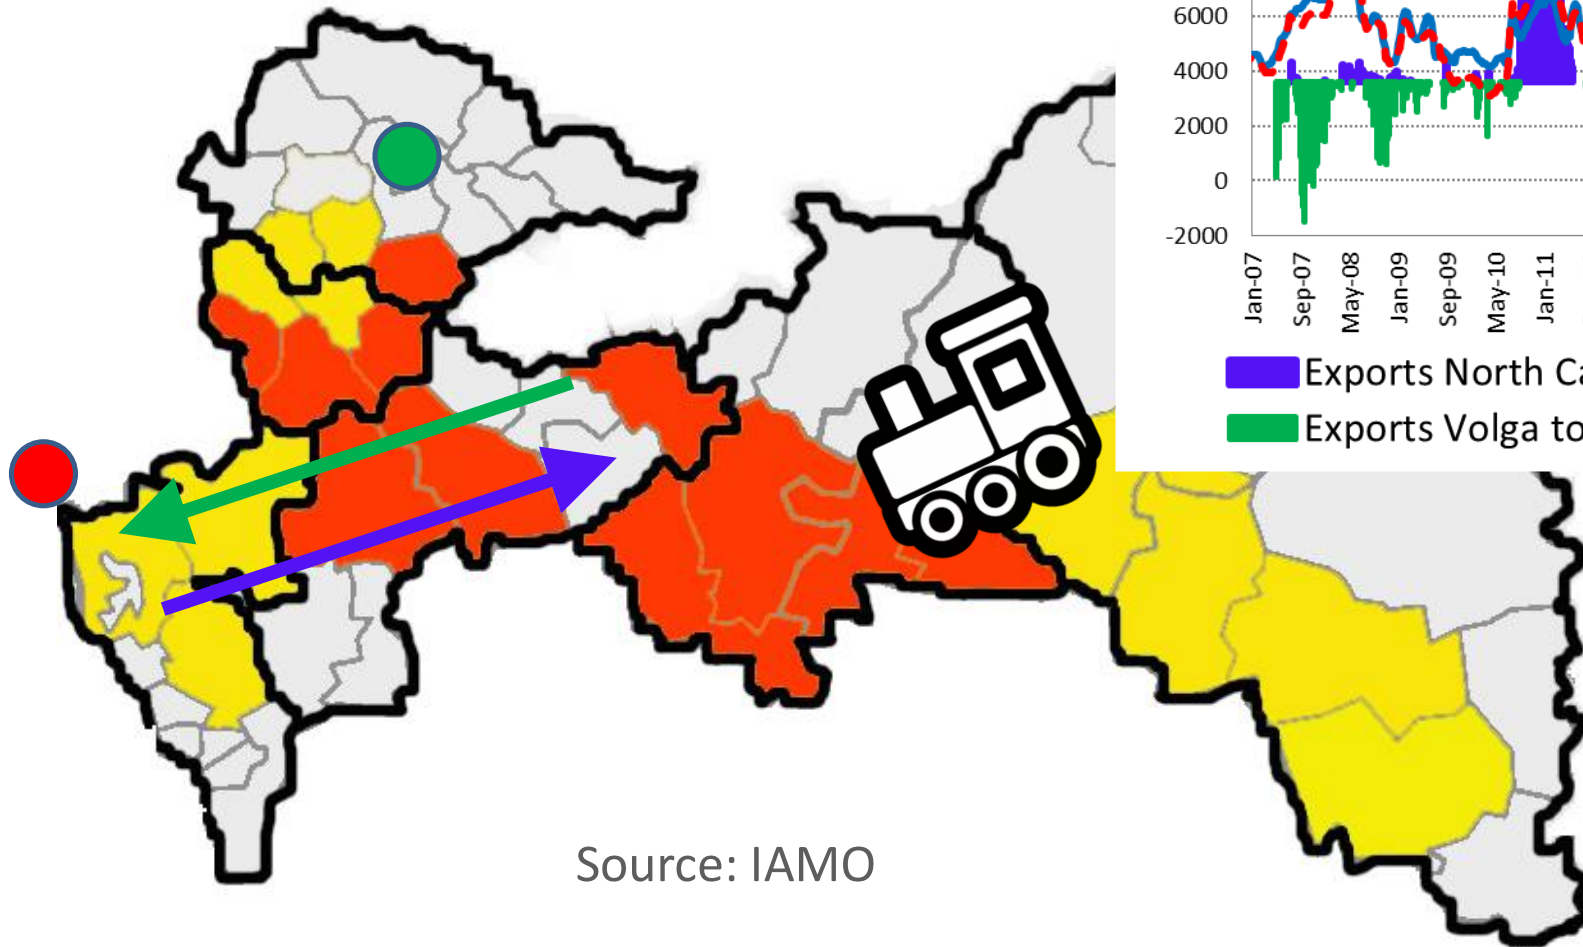 6000
4000
2000
0
-2000
Jan-07
Sep-07
May-08
Jan-09
Sep-09
May-10
Jan-11
Exports North Ca
Exports Volga to
Source: IAMO